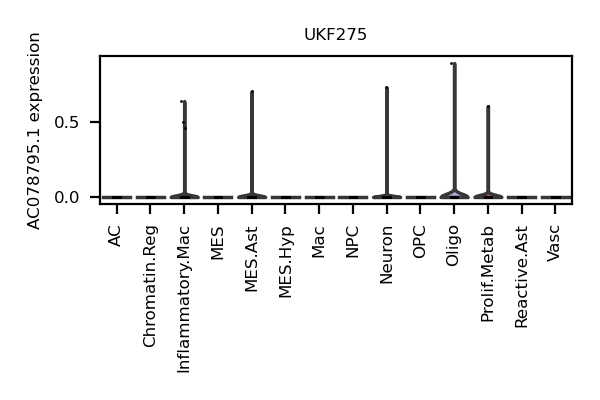 UKF275
AC078795.1 expression
0.5
0.0
AC
Chromatin.Reg
Inflammatory.Mac
MES
MES.Ast
MES.Hyp
Mac
NPC
Neuron
OPC
Oligo
Prolif.Metab
Reactive.Ast
Vasc